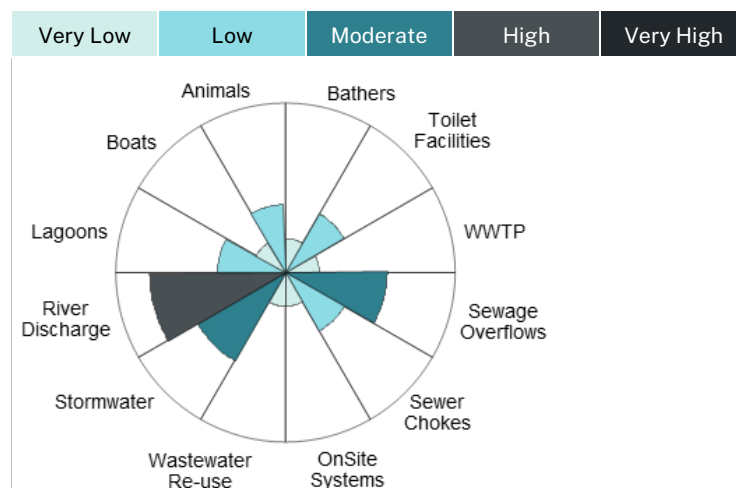 Very Low Low Moderate High Very High
Animals
Bathers
Toilet
Facilities
Boats
Lagoons
WWTP
River
Discharge
Sewage
Overflows
Stormwater
Sewer
Chokes
Wastewater
Re-use
OnSite
Systems